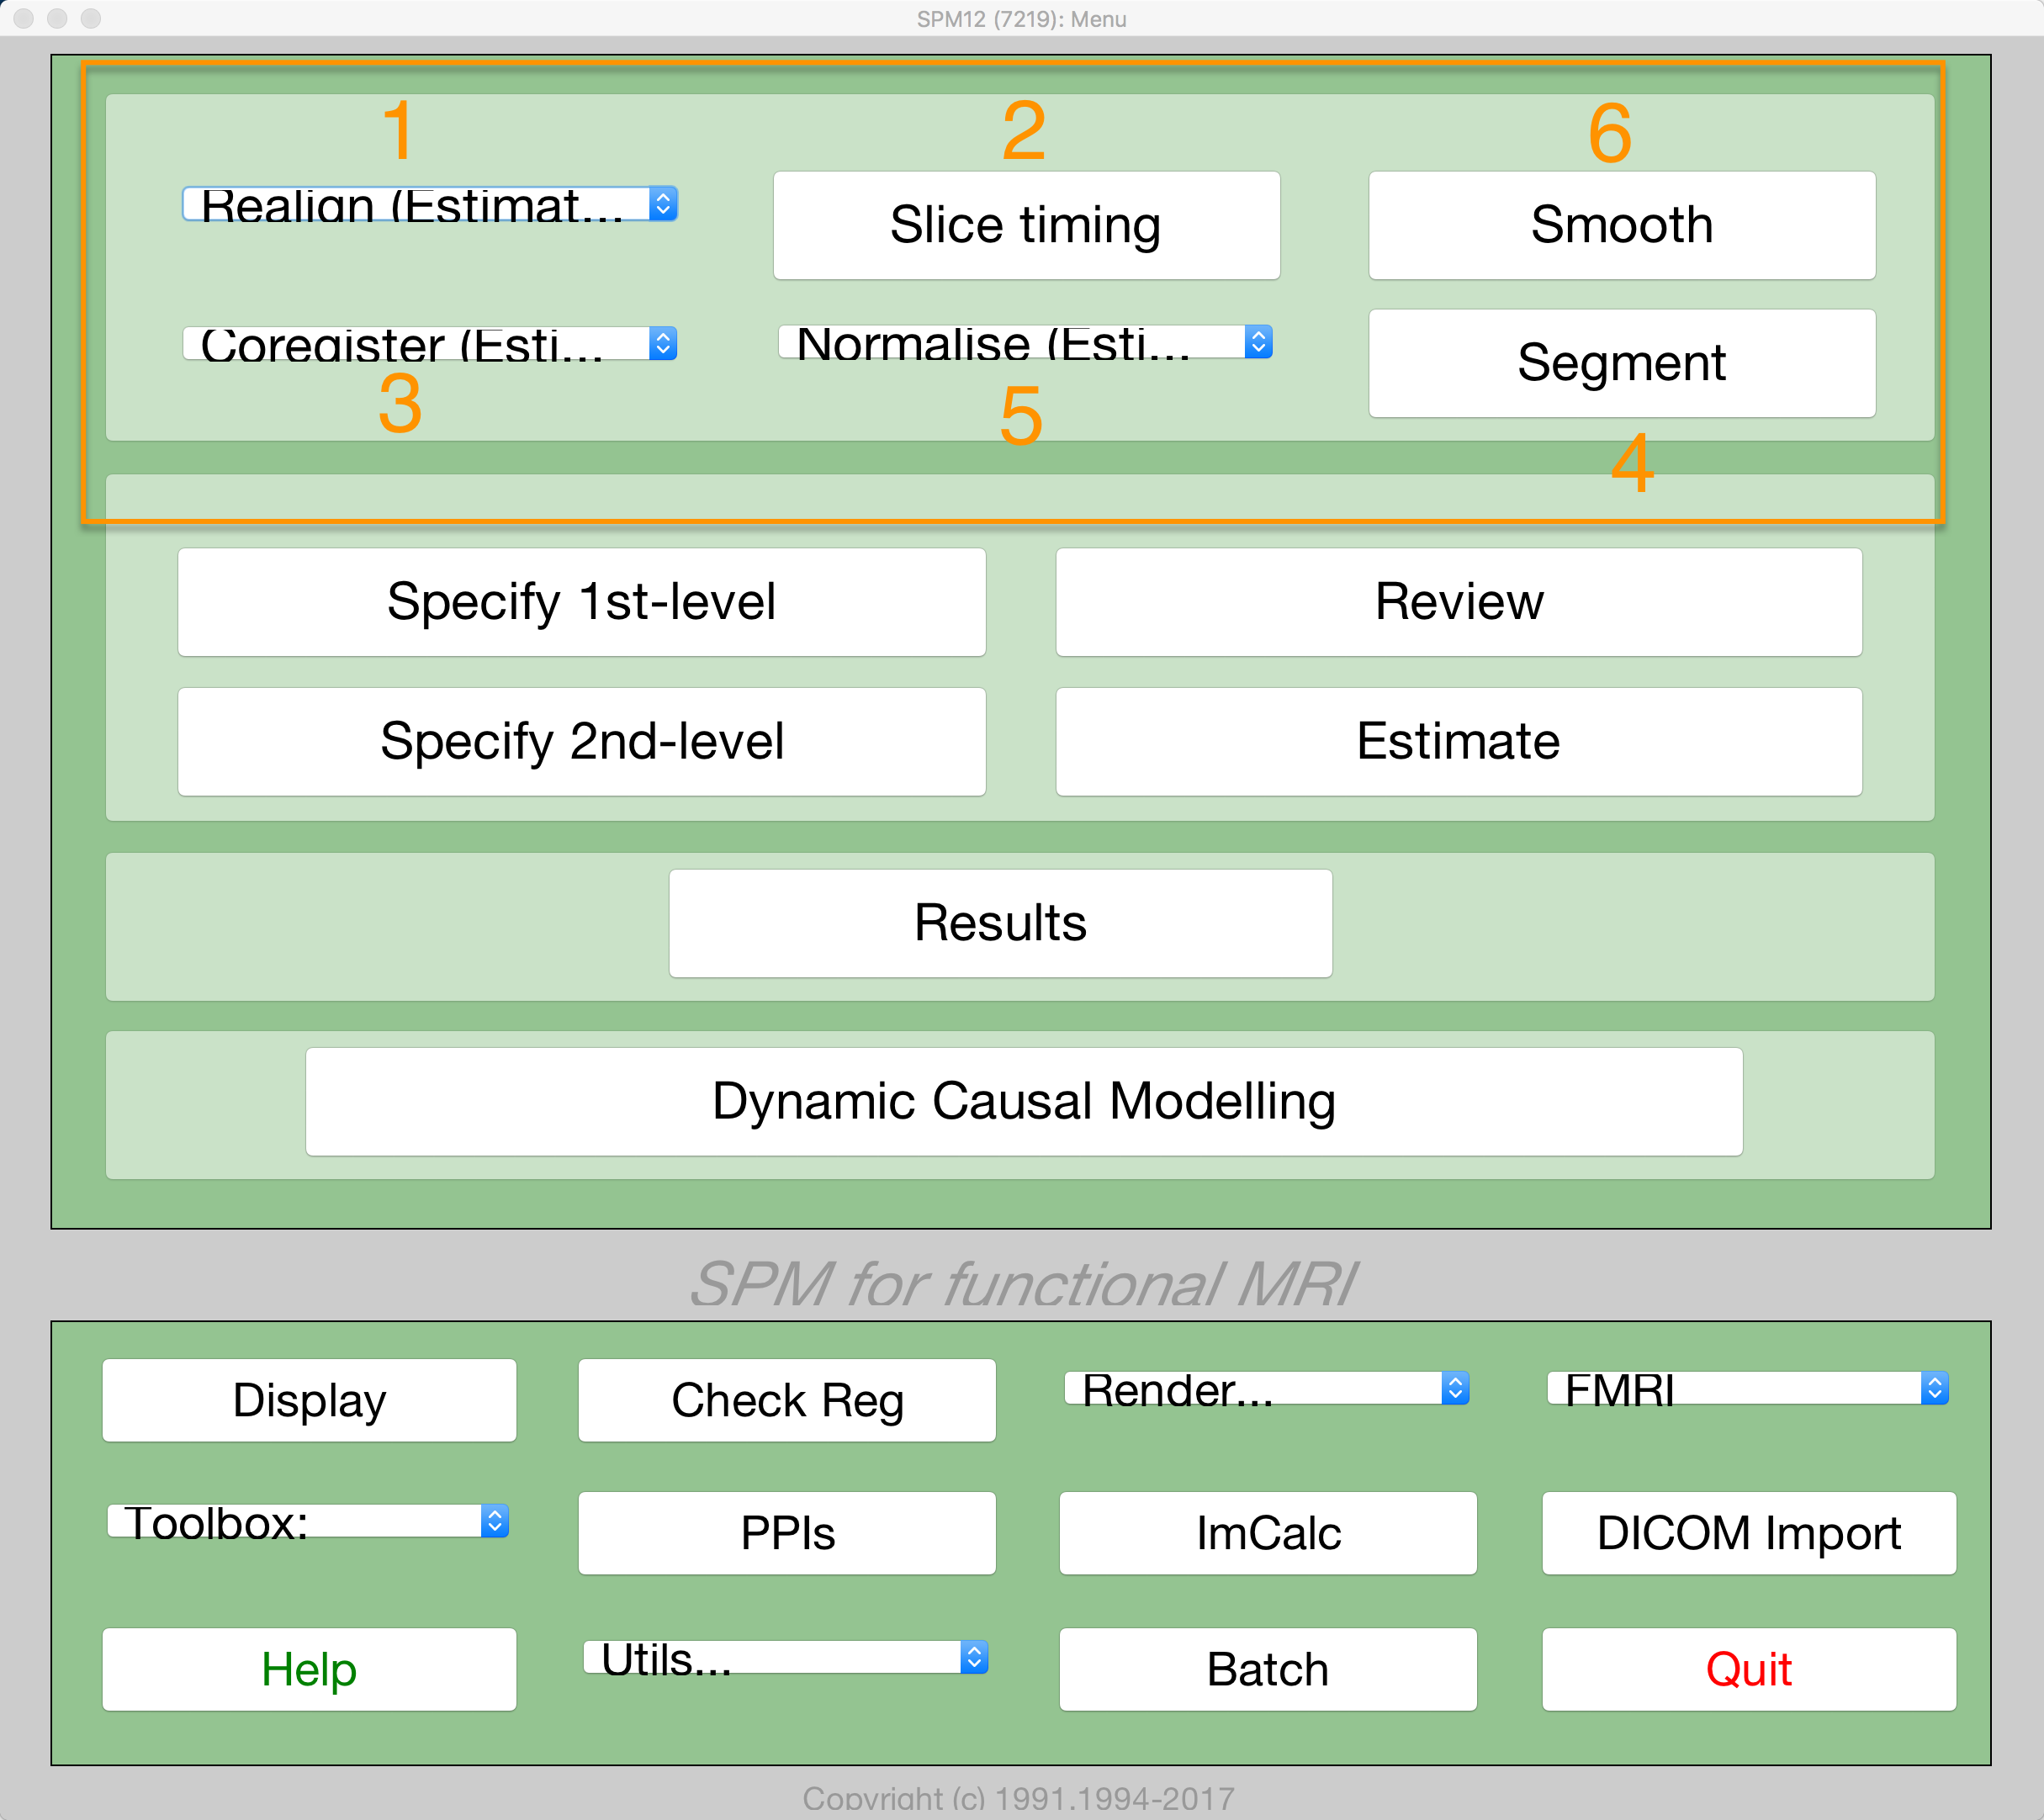 SPM12 (7219): Menu
1 2 6
Realign (Estimat... Slice timing Smooth
Coregister (Esti... Normalise (Esti... Segment
3 5 4
Specify 1st-level Review
Specify 2nd-level Estimate
Results
Dynamic Causal Modelling
SPM for functional MRI
Display Check Reg Render... FMRI
Toolbox: PPIs ImCalc DICOM Import
Help Utils... Batch Quit
Copyright (c) 1991,1994-2017